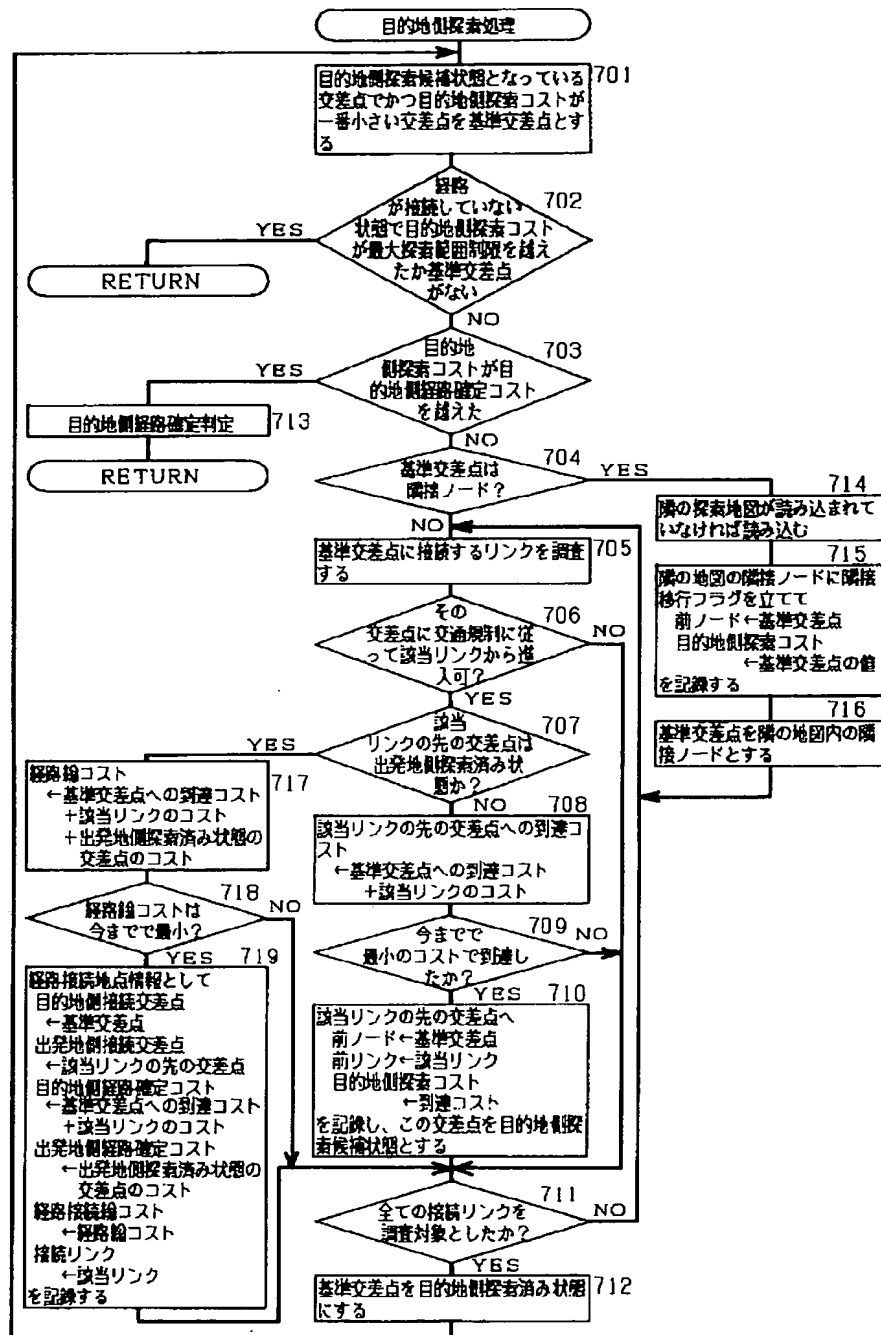 目的地側探索処理
701
目的地側探索候補状態となっている
交差点でかつ目的地側探索コストが
一番小さい交差点を基準交差点とす
る
702
経路
が接続していない
状態で目的地側探索コスト
が最大探索範囲制限を越え
たか基準交差点
がない
YES
RETURN
NO
703
目的地
側探索コストが目
的地側経路確定コスト
を越えた
YES
目的地側経路確定判定
713
RETURN
NO
704
基準交差点は
隣接ノード?
YES
714
隣の探索地図が読み込まれて
いなければ読み込む
715
隣の地図の隣接ノードに隣接
移行フラグを立てて
前ノード←基準交差点
目的地側探索コスト
←基準交差点の値
を記録する
716
基準交差点を隣の地図内の隣
接ノードとする
NO
705
基準交差点に接続するリンクを調査
する
706
その
交差点に交通規制に従
って該当リンクから進
入可?
NO
YES
707
該当
リンクの先の交差点は
出発地側探索済み状
態か?
YES
717
経路総コスト
←基準交差点への到達コスト
+該当リンクのコスト
+出発地側探索済み状態の
交差点のコスト
718
経路総コストは
今までで最小?
NO
YES
719
経路接続地点情報として
目的地側接続交差点
←基準交差点
出発地側接続交差点
←該当リンクの先の交差点
目的地側経路確定コスト
←基準交差点への到達コスト
+該当リンクのコスト
出発地側経路確定コスト
←出発地側探索済み状態の
交差点のコスト
経路接続総コスト
←経路総コスト
接続リンク
←該当リンク
を記録する
NO
708
該当リンクの先の交差点への到達コ
スト
←基準交差点への到達コスト
+該当リンクのコスト
709
今までで
最小のコストで到達し
たか?
NO
YES
710
該当リンクの先の交差点へ
前ノード←基準交差点
前リンク←該当リンク
目的地側探索コスト
←到達コスト
を記録し、この交差点を目的地側探
索候補状態とする
711
全ての接続リンクを
調査対象としたか?
NO
YES
712
基準交差点を目的地側探索済み状態
にする